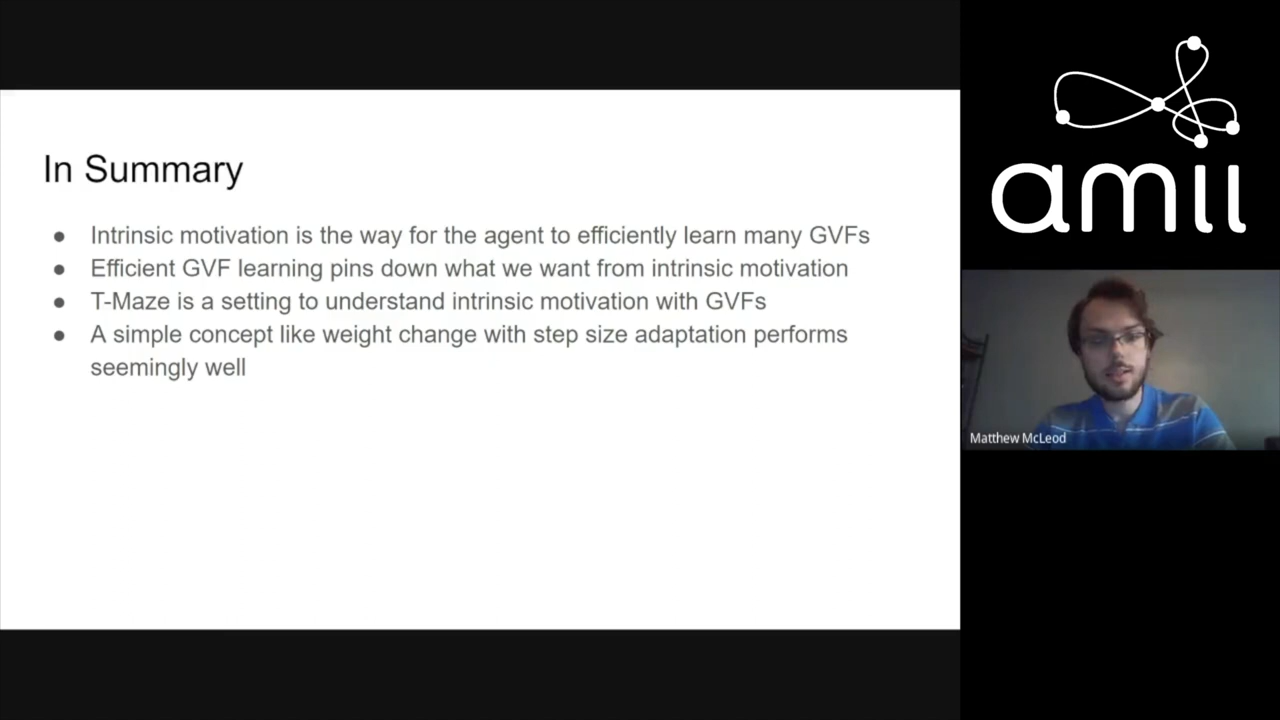 In Summary
● Intrinsic motivation is the way for the agent to efficiently learn many GVFs
● Efficient GVF learning pins down what we want from intrinsic motivation
● T-Maze is a setting to understand intrinsic motivation with GVFs
● A simple concept like weight change with step size adaptation performs
seemingly well
amii
Matthew McLeod